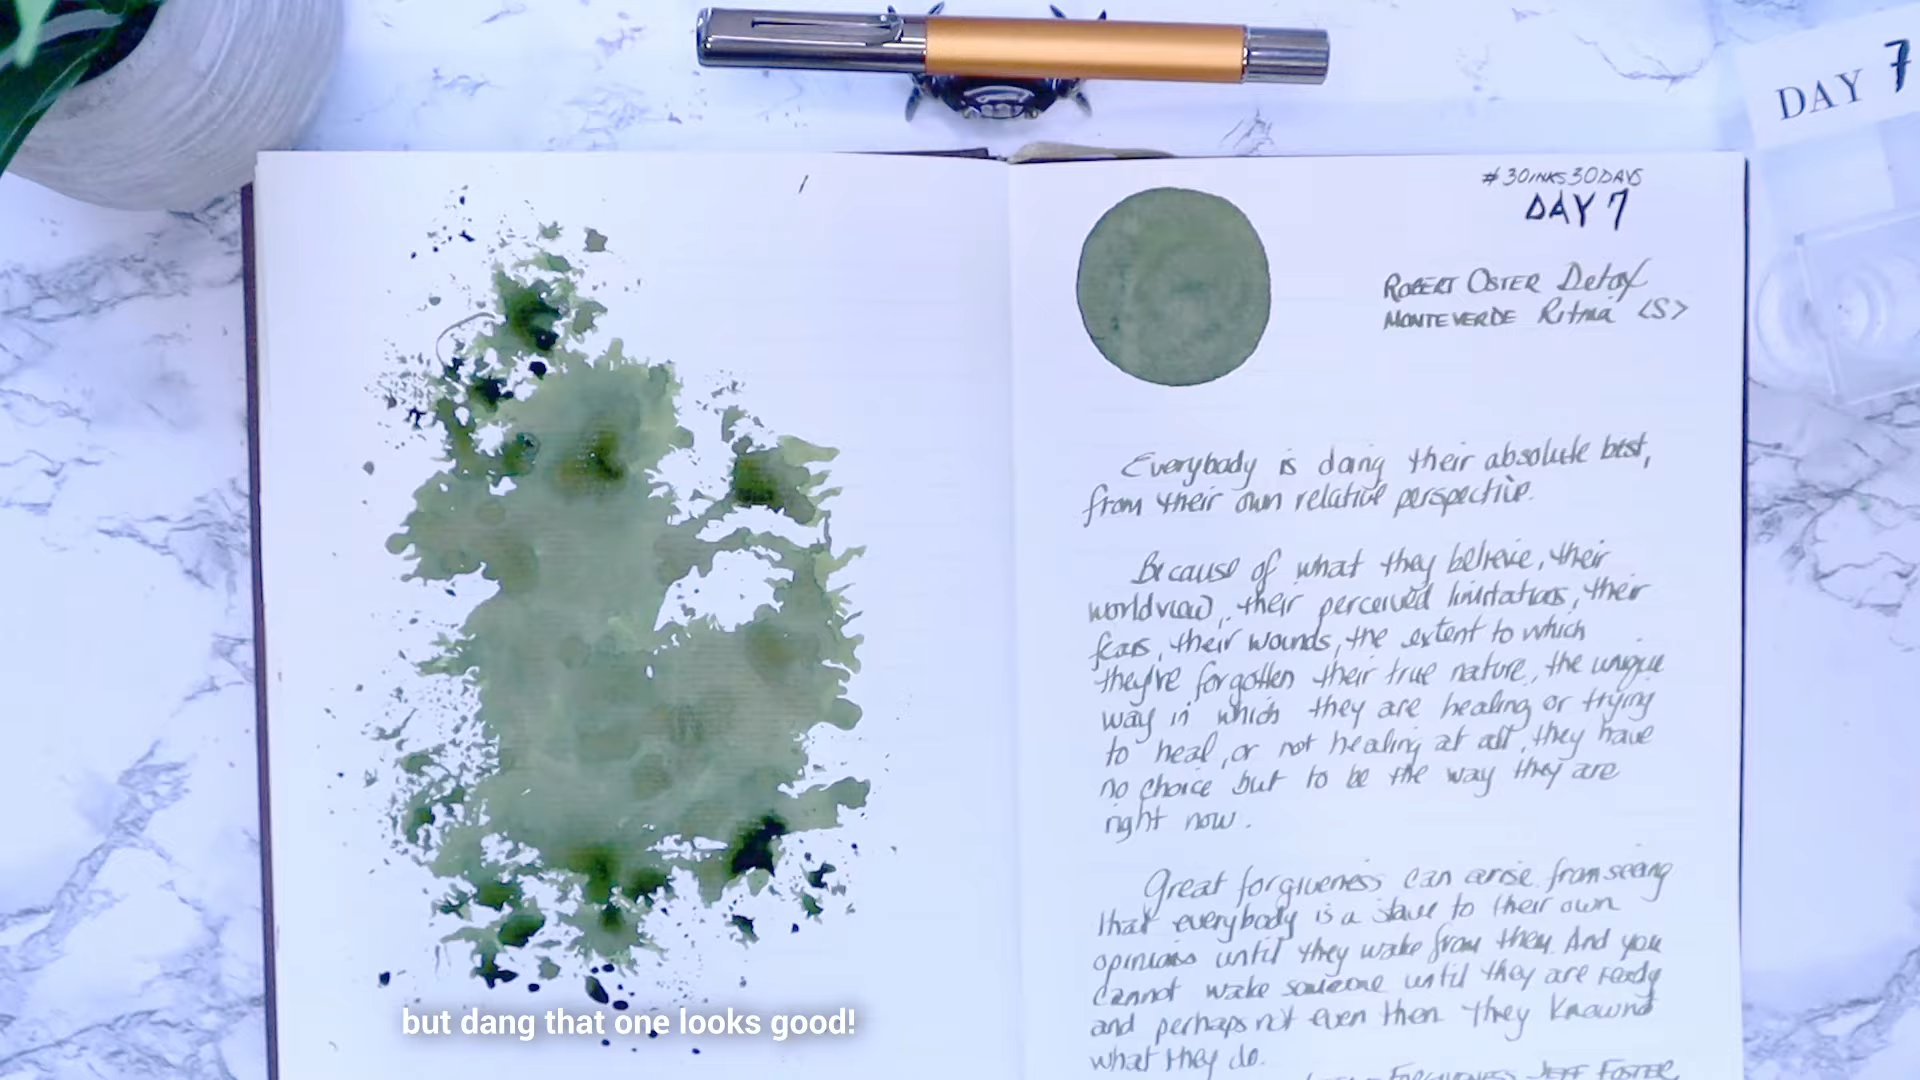 DAY 7
#30INKS30DAYS
DAY 7
ROBERT OSTER Detox
MONTEVERDE Ritma <S>
Everybody is doing their absolute best,
from their own relative perspective.
Because of what they believe, their
worldview, their perceived limitations, their
fears, their wounds, the extent to which
they're forgotten their true nature, the unique
way in which they are healing or trying
to heal, or not healing at all, they have
no choice but to be the way they are
right now.
Great forgiveness can arise from seeing
that everybody is a slave to their own
opinions until they wake from them. And you
cannot wake someone until they are ready
and perhaps not even then. They know not
what they do.
FORGIVENESS JEFF FOSTER
but dang that one looks good!